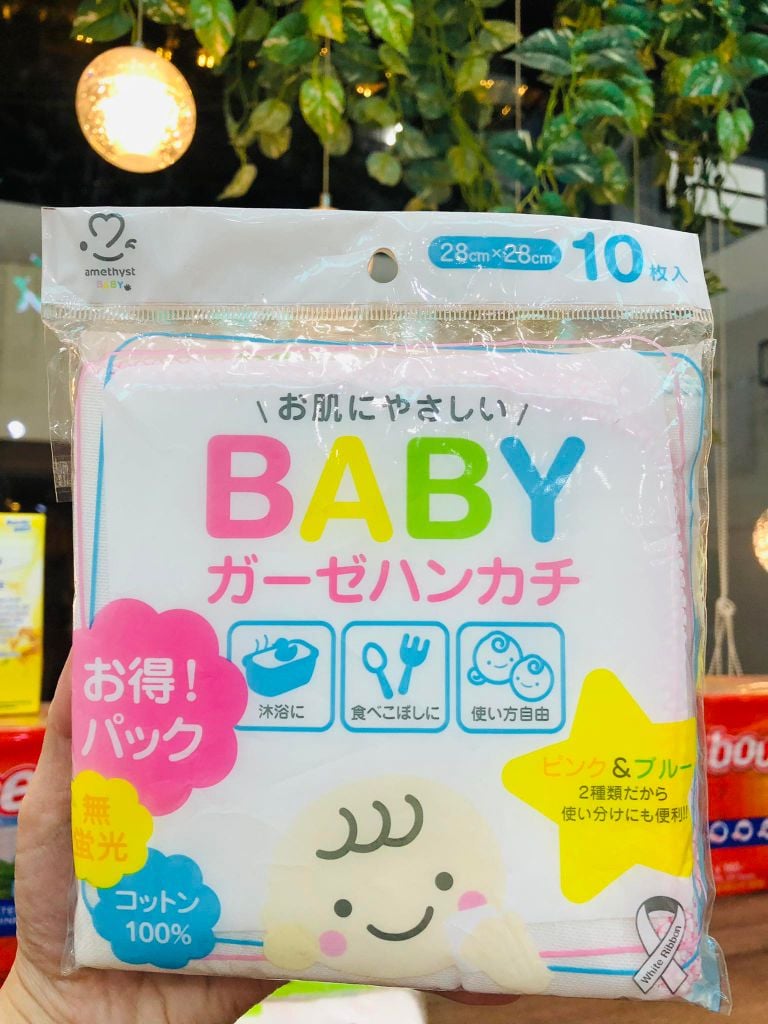 amethyst
BABY
28cm×28cm 10枚入
\ お肌にやさしい /
BABY
ガーゼハンカチ
お得!
パック
沐浴に
食べこぼしに
使い方自由
無
蛍光
コットン
100%
ピンク&ブルー
2種類だから
使い分けにも便利!!
White Ribbon